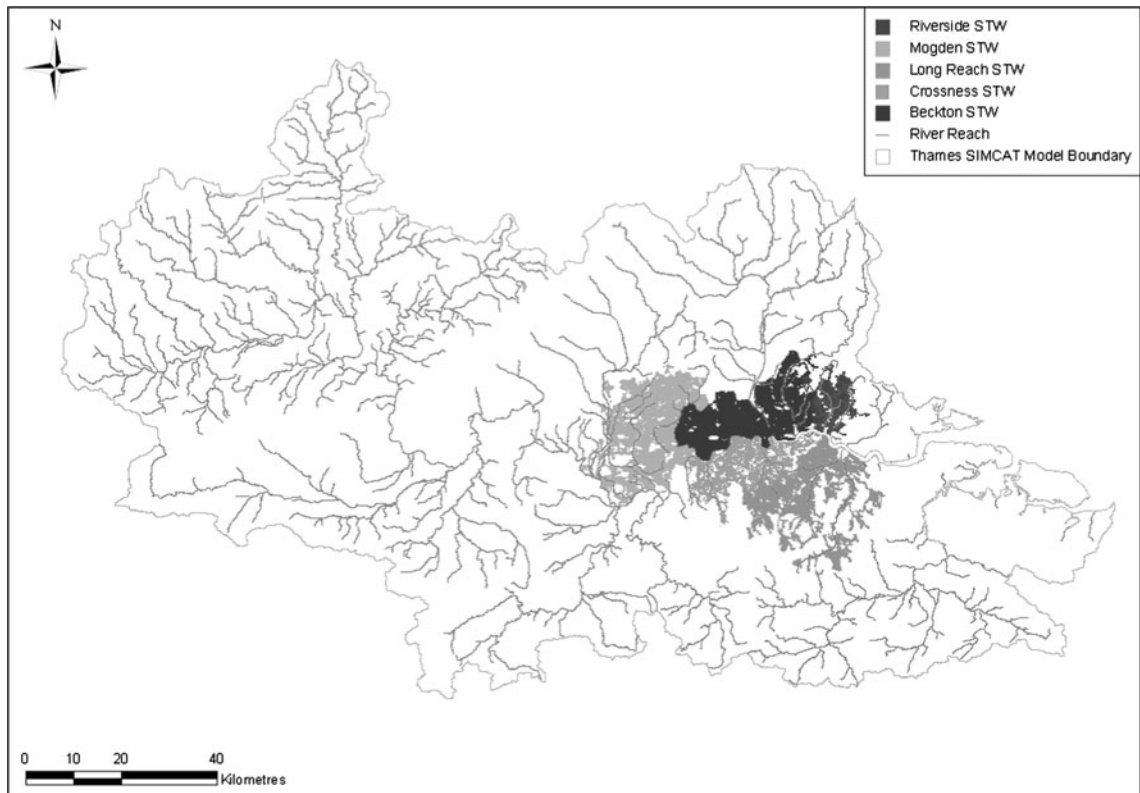 N
Riverside STW
Mogden STW
Long Reach STW
Crossness STW
Beckton STW
River Reach
Thames SIMCAT Model Boundary
0 10 20 40
Kilometres